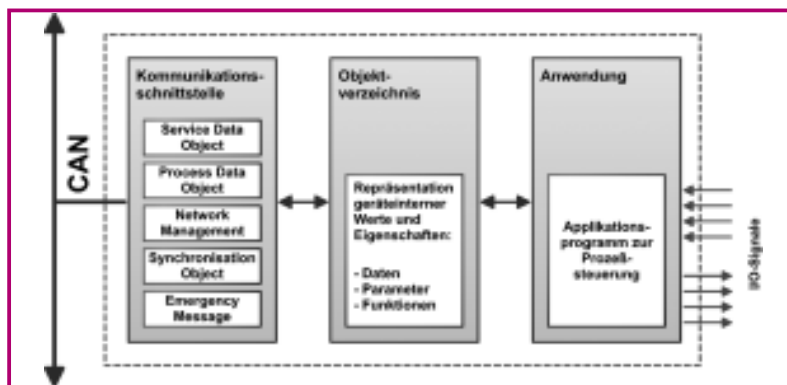 CAN
Kommunikations-
schnittstelle
Service Data
Object
Process Data
Object
Network
Management
Synchronisation
Object
Emergency
Message
Objekt-
verzeichnis
Repräsentation
geräteinterner
Werte und
Eigenschaften:
- Daten
- Parameter
- Funktionen
Anwendung
Applikations-
programm zur
Prozeß-
steuerung
I/O-Signale